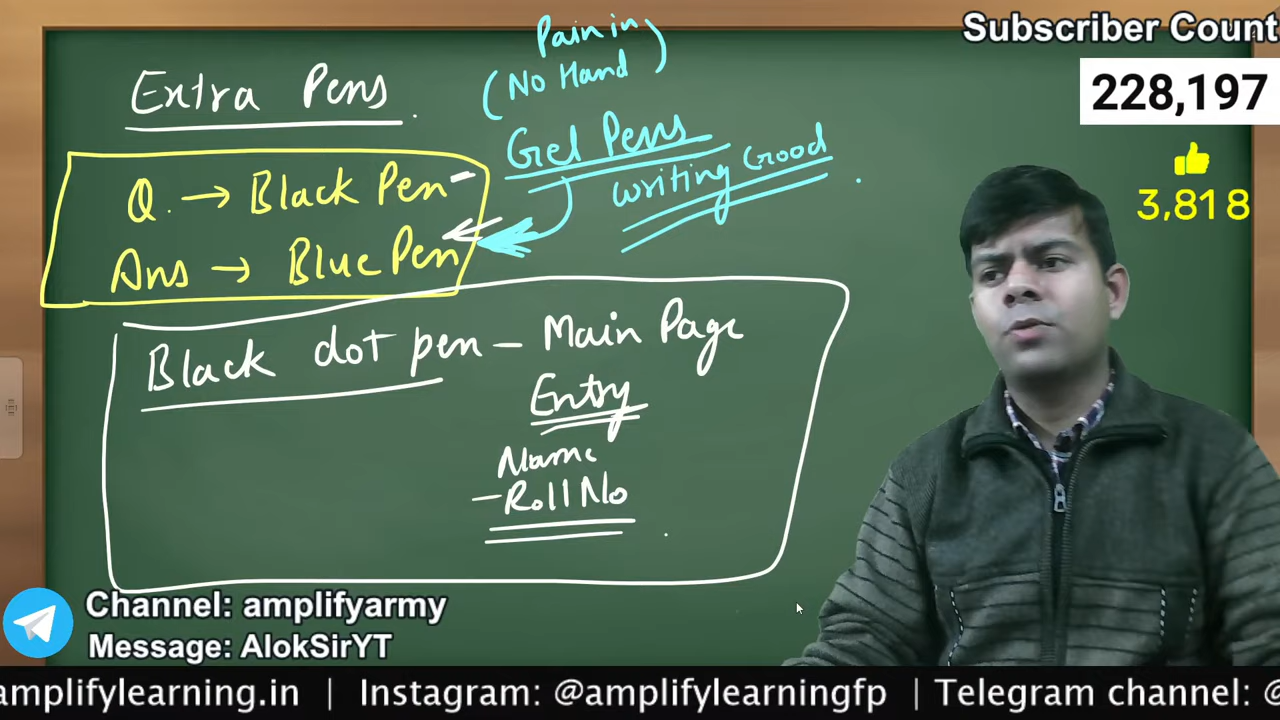 Subscriber Count
228,197
3,818
Pain in
(No Hand)
Extra Pens.
Gel Pens
writing Good.
Q. → Black Pen -
Ans → Blue Pen
Black dot pen - Main Page
Entry
Name
- Roll No
Channel: amplifyarmy
Message: AlokSirYT
amplifylearning.in | Instagram: @amplifylearningfp | Telegram channel: @